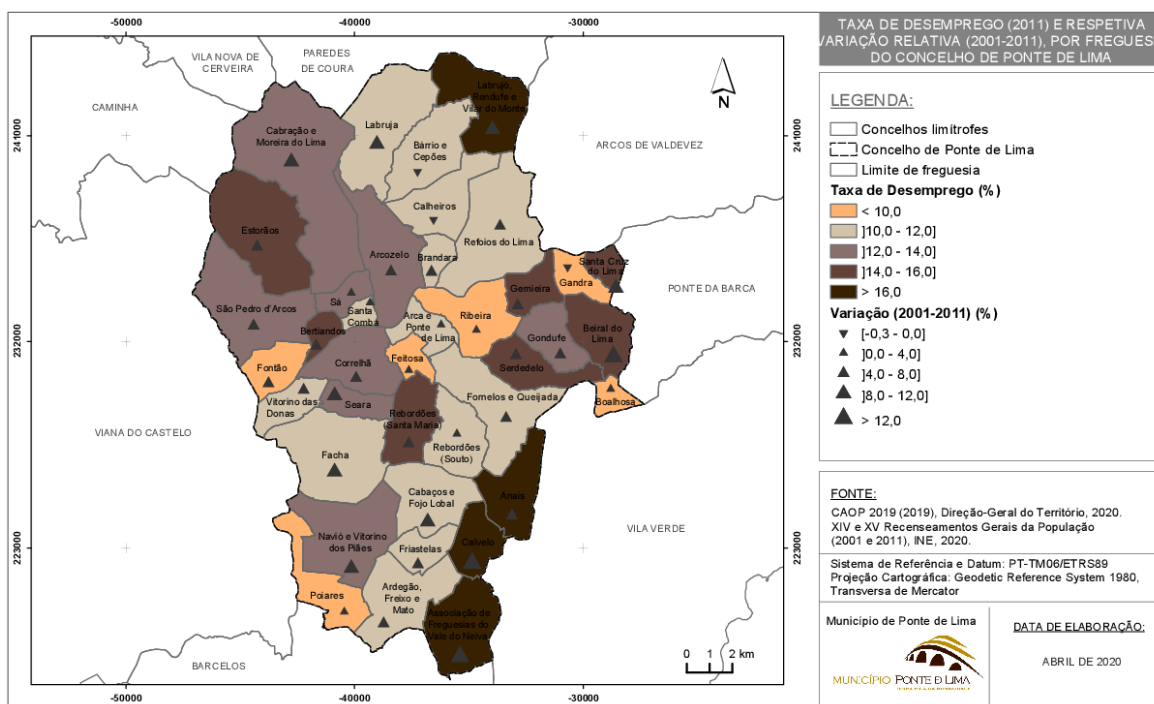 -50000
-40000
-30000
TAXA DE DESEMPREGO (2011) E RESPETIVA
VARIAÇÃO RELATIVA (2001-2011), POR FREGUES
DO CONCELHO DE PONTE DE LIMA
VILA NOVA DE
CERVEIRA
PAREDES
DE COURA
CAMINHA
ARCOS DE VALDEVEZ
PONTE DA BARCA
VIANA DO CASTELO
VILA VERDE
BARCELOS
241000
232000
223000
241000
232000
223000
N
Labrujó,
Rendufe e
Vilar do Monte
Cabração e
Moreira do Lima
Labruja
Bárrio e
Cepões
Calheiros
Refoios do Lima
Estorãos
Arcozelo
Brandara
Santa Cruz
do Lima
Gandra
Gemieira
São Pedro d'Arcos
Sá
Santa
Comba
Ribeira
Arca e
Ponte
de Lima
Bertiandos
Gondufe
Beiral do
Lima
Correlhã
Feitosa
Serdedelo
Fontão
Vitorino das
Donas
Seara
Fornelos e Queijada
Boalhosa
Rebordões
(Santa Maria)
Rebordões
(Souto)
Facha
Cabaços e
Fojo Lobal
Anais
Navió e Vitorino
dos Piães
Friastelas
Calvelo
Poiares
Ardegão,
Freixo e
Mato
Associação de
Freguesias do
Vale do Neiva
0 1 2 km
-50000
-40000
-30000
LEGENDA:
Concelhos limítrofes
Concelho de Ponte de Lima
Limite de freguesia
Taxa de Desemprego (%)
< 10,0
]10,0 - 12,0]
]12,0 - 14,0]
]14,0 - 16,0]
> 16,0
Variação (2001-2011) (%)
[-0,3 - 0,0]
]0,0 - 4,0]
]4,0 - 8,0]
]8,0 - 12,0]
> 12,0
FONTE:
CAOP 2019 (2019), Direção-Geral do Território, 2020.
XIV e XV Recenseamentos Gerais da População
(2001 e 2011), INE, 2020.
Sistema de Referência e Datum: PT-TM06/ETRS89
Projeção Cartográfica: Geodetic Reference System 1980,
Transversa de Mercator
Município de Ponte de Lima
MUNICÍPIO PONTE DE LIMA
DATA DE ELABORAÇÃO:
ABRIL DE 2020